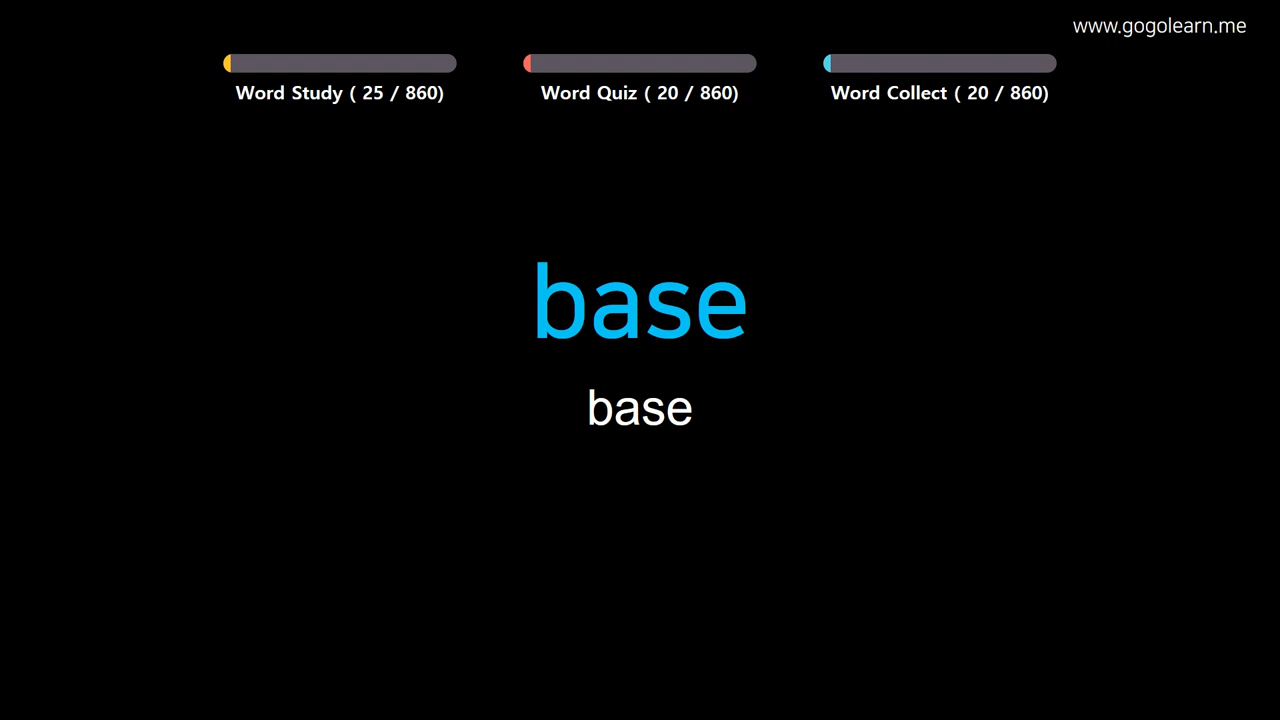 www.gogolearn.me
Word Study ( 25 / 860)
Word Quiz ( 20 / 860)
Word Collect ( 20 / 860)
base
base